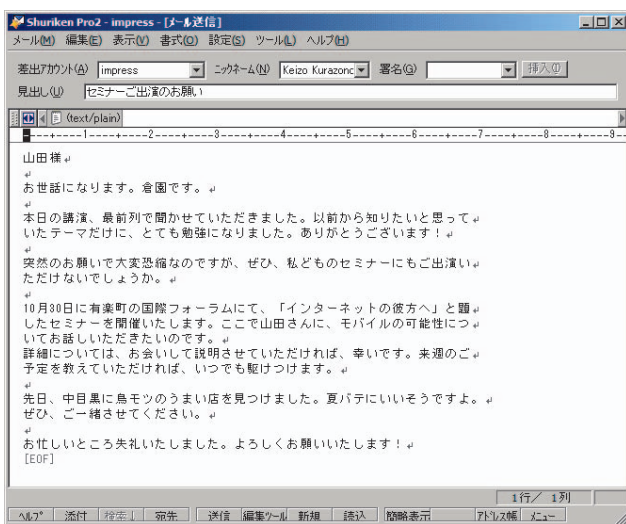 Shuriken Pro2 - impress - [メール送信]
メール(M) 編集(E) 表示(V) 書式(O) 設定(S) ツール(L) ヘルプ(H)
差出アカウント(A) impress ニックネーム(N) Keizo Kurazono 署名(G) 挿入(I)
見出し(U) セミナーご出演のお願い
(text/plain)
----+----1----+----2----+----3----+----4----+----5----+----6----+----7----+----8----+----9--
山田様↵
↵
お世話になります。倉園です。↵
↵
本日の講演、最前列で聞かせていただきました。以前から知りたいと思って↵
いたテーマだけに、とても勉強になりました。ありがとうございます！↵
↵
突然のお願いで大変恐縮なのですが、ぜひ、私どものセミナーにもご出演い↵
ただけないでしょうか。↵
↵
10月30日に有楽町の国際フォーラムにて、「インターネットの彼方へ」と題↵
したセミナーを開催いたします。ここで山田さんに、モバイルの可能性につ↵
いてお話しいただきたいのです。↵
詳細については、お会いして説明させていただければ、幸いです。来週のご↵
予定を教えていただければ、いつでも駆けつけます。↵
↵
先日、中目黒に鳥モツのうまい店を見つけました。夏バテにいいそうですよ。↵
ぜひ、ご一緒させてください。↵
↵
お忙しいところ失礼いたしました。よろしくお願いいたします！↵
[EOF]
1行/ 1列
ヘルプ 添付 検索↓ 宛先 送信 編集ツール 新規 読込 簡略表示 アドレス帳 メニュー